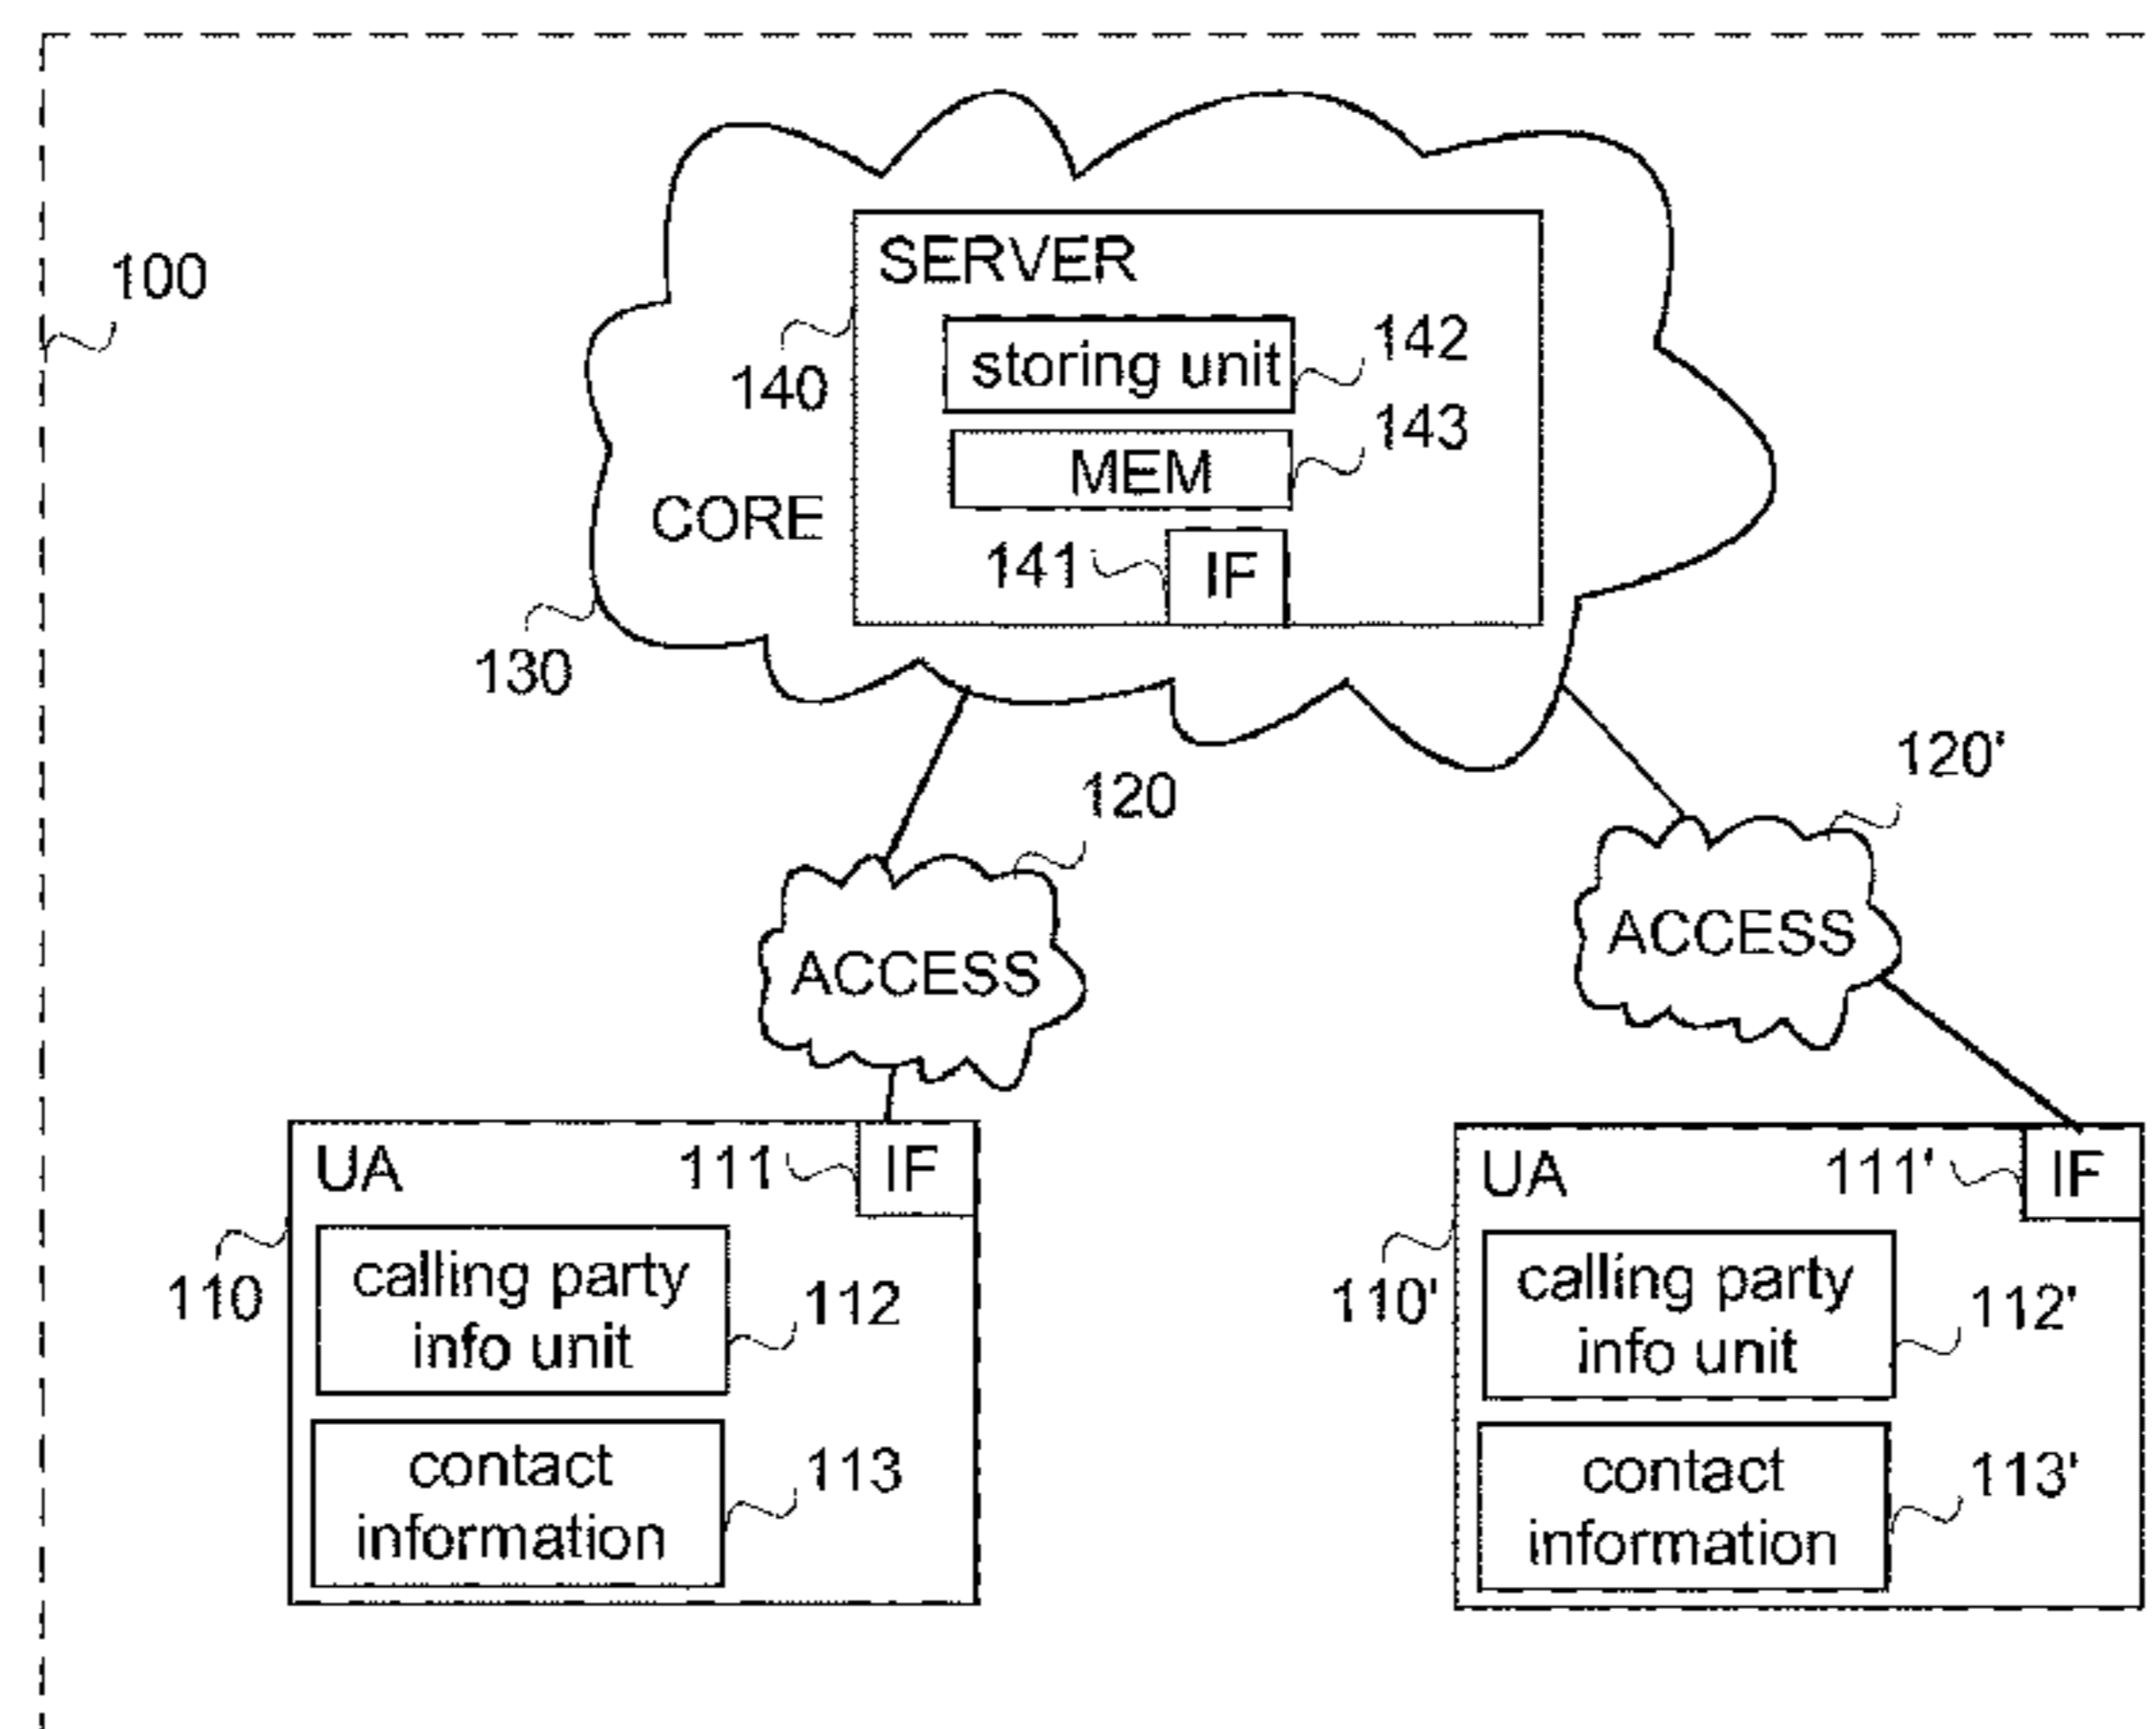 100
SERVER
storing unit
142
140
MEM
143
CORE
141
IF
130
120
120'
ACCESS
ACCESS
UA
111
IF
110
calling party
info unit
112
contact
information
113
UA
111'
IF
110'
calling party
info unit
112'
contact
information
113'